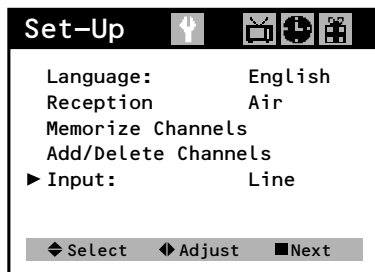 Set-Up
Language: English
Reception Air
Memorize Channels
Add/Delete Channels
Input: Line
Select Adjust Next